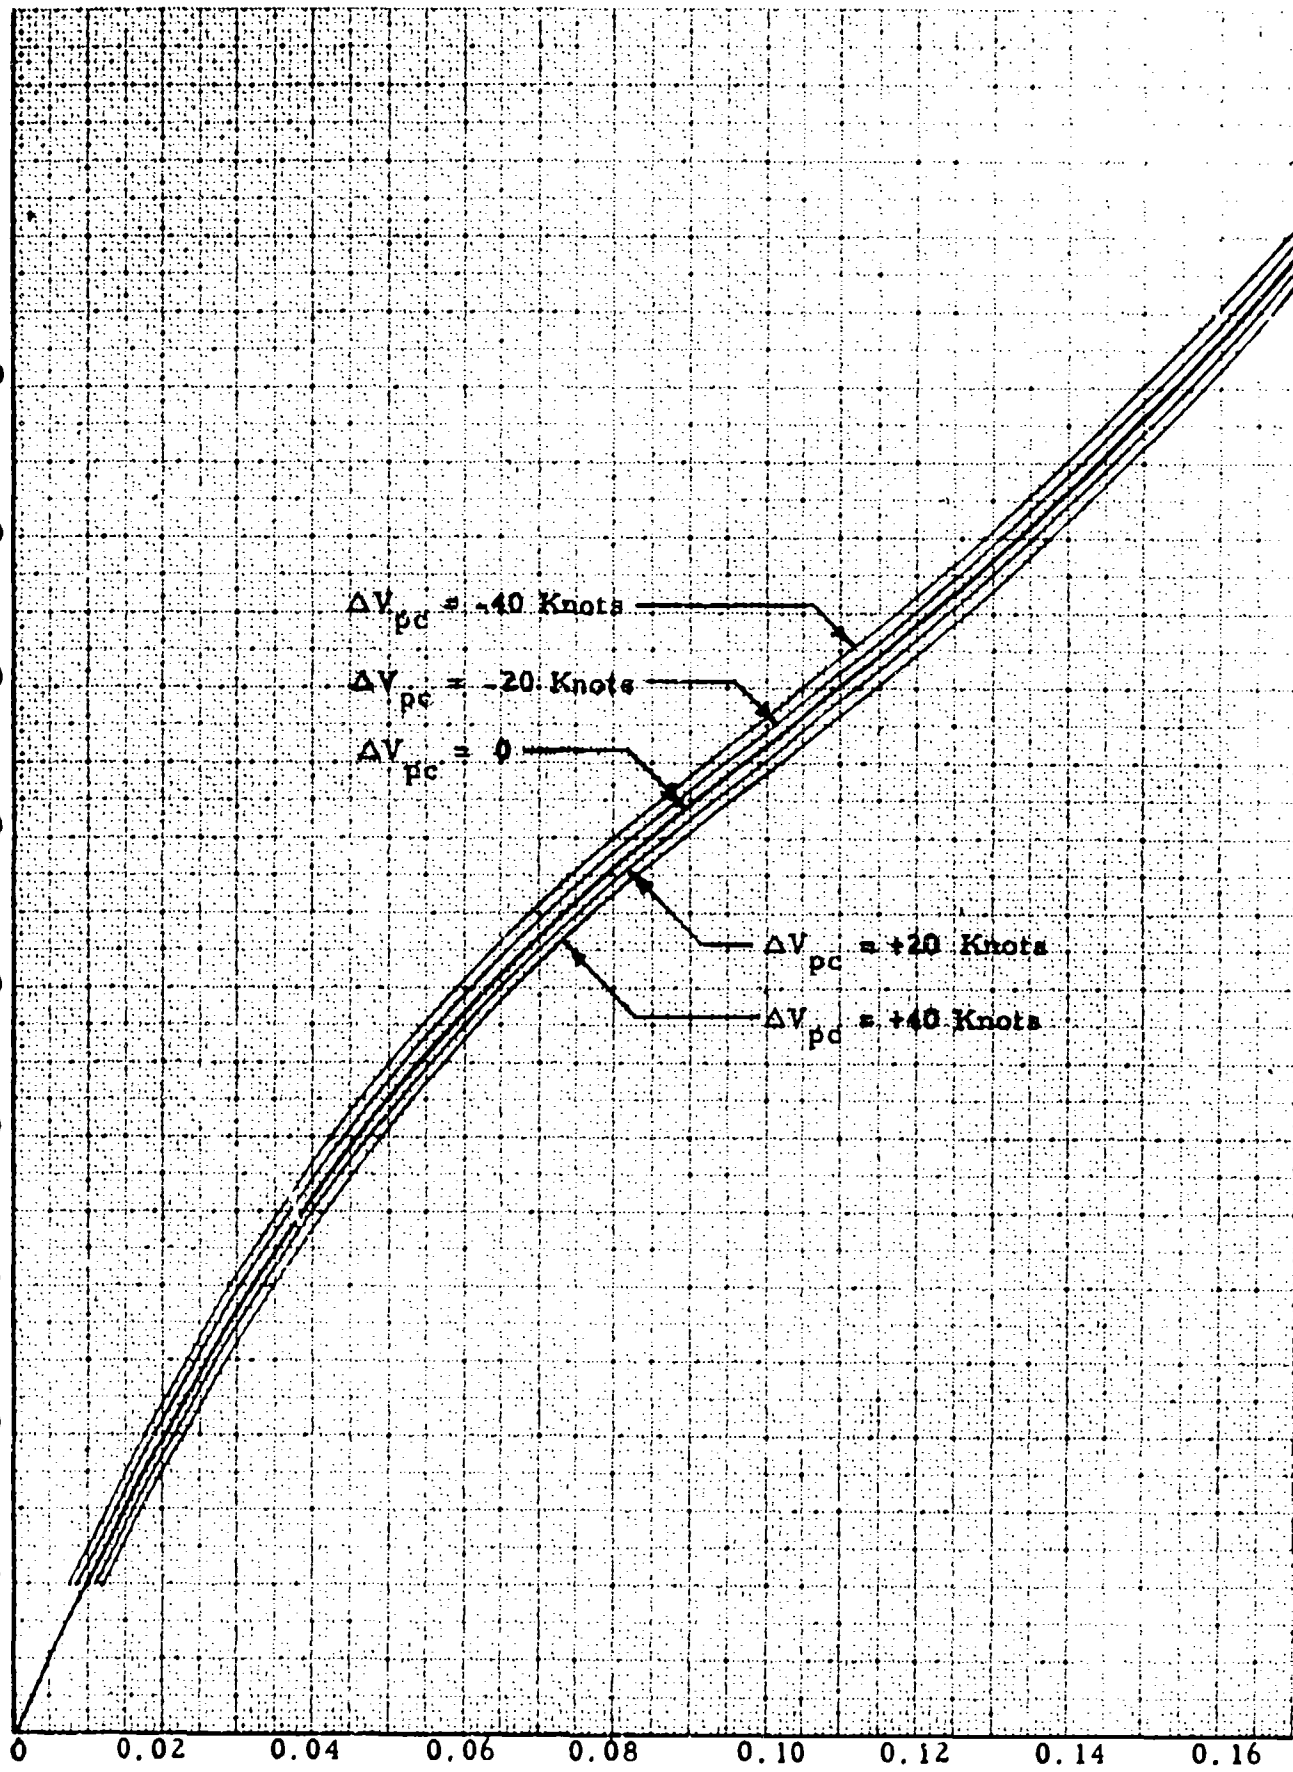 ΔV_pc = -40 Knots
ΔV_pc = -20 Knots
ΔV_pc = 0
ΔV_pc = +20 Knots
ΔV_pc = +40 Knots
0 0.02 0.04 0.06 0.08 0.10 0.12 0.14 0.16